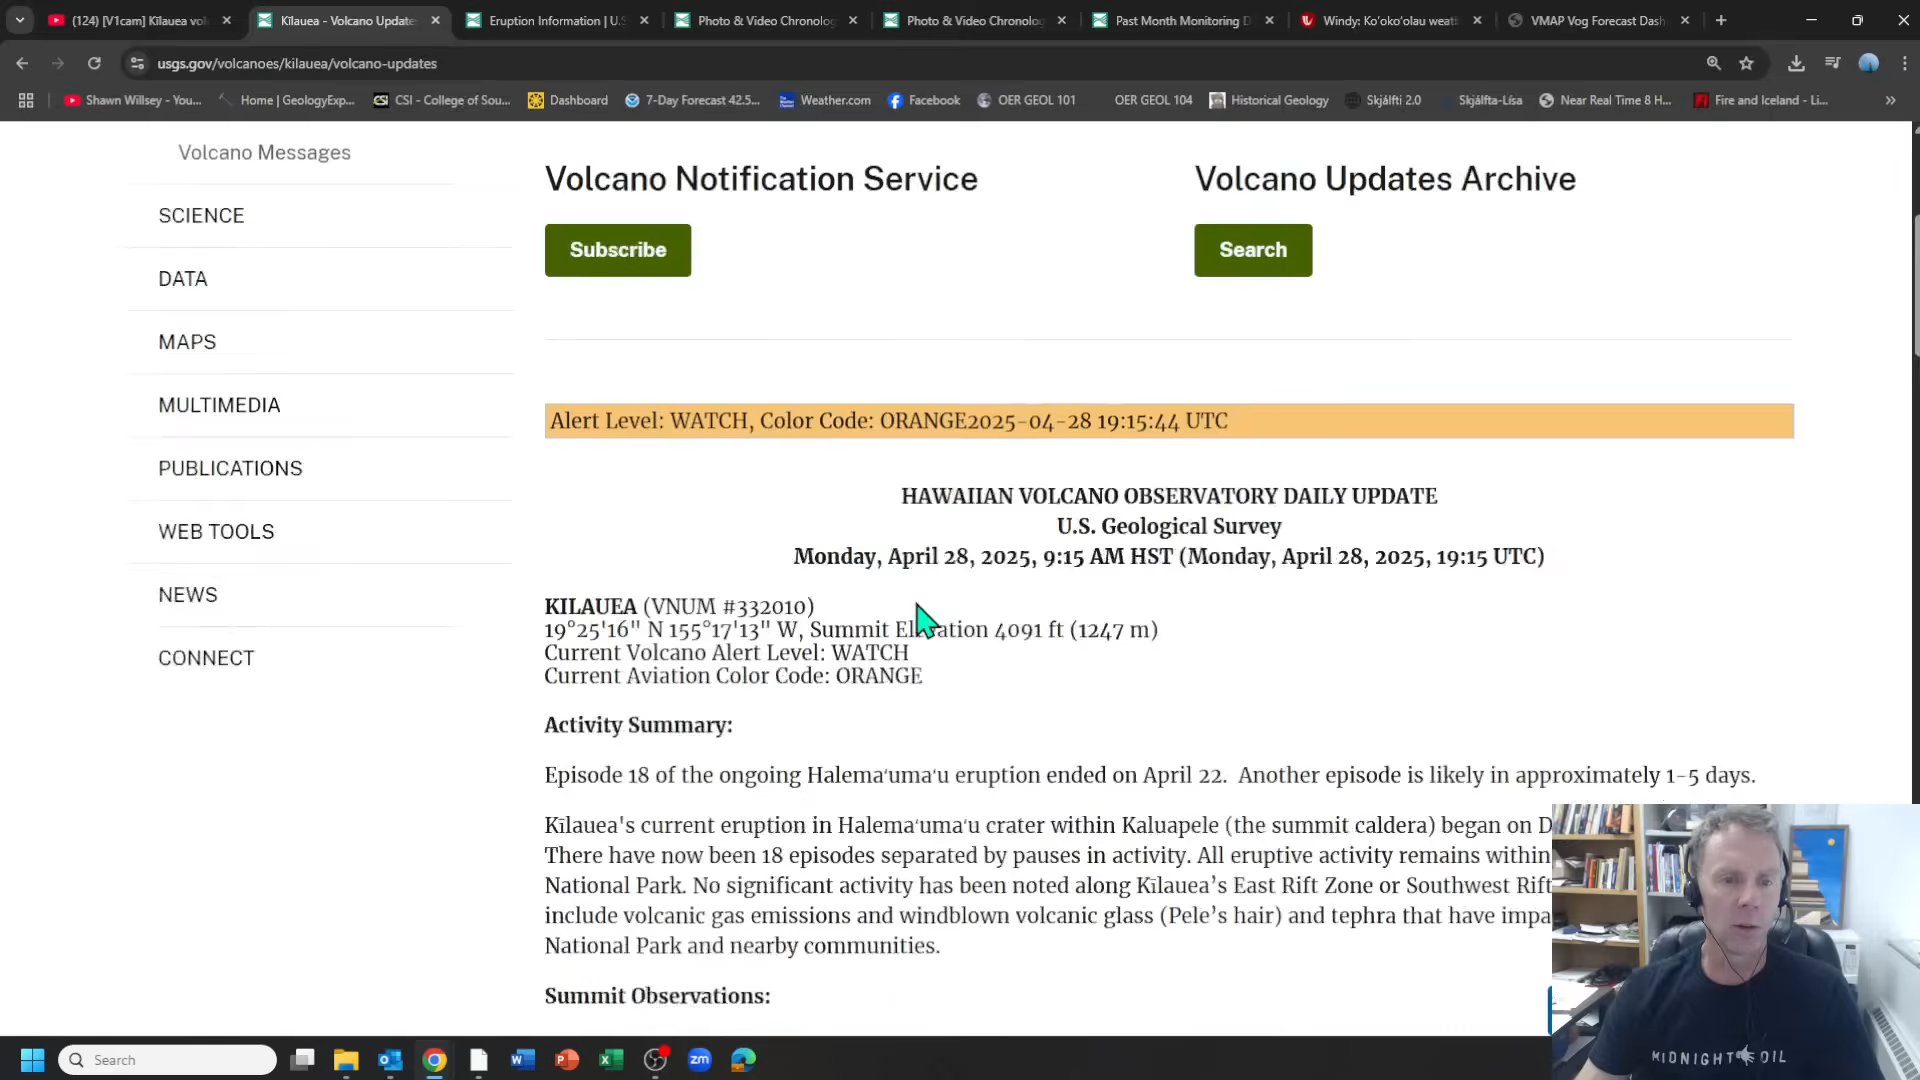 (124) [V1cam] Kīlauea vol
Kīlauea - Volcano Update
Eruption Information | U.S
Photo & Video Chronolog
Photo & Video Chronolog
Past Month Monitoring D
Windy: Ko'oko'olau weat
VMAP Vog Forecast Dash
usgs.gov/volcanoes/kilauea/volcano-updates
Shawn Willsey - You...
Home | GeologyExp...
CSI - College of Sou...
Dashboard
7-Day Forecast 42.5...
Weather.com
Facebook
OER GEOL 101
OER GEOL 104
Historical Geology
Skjálfti 2.0
Skjálfta-Lísa
Near Real Time 8 H...
Fire and Iceland - Li...
Volcano Messages
SCIENCE
DATA
MAPS
MULTIMEDIA
PUBLICATIONS
WEB TOOLS
NEWS
CONNECT
Volcano Notification Service
Subscribe
Volcano Updates Archive
Search
Alert Level: WATCH, Color Code: ORANGE2025-04-28 19:15:44 UTC
HAWAIIAN VOLCANO OBSERVATORY DAILY UPDATE
U.S. Geological Survey
Monday, April 28, 2025, 9:15 AM HST (Monday, April 28, 2025, 19:15 UTC)
KILAUEA (VNUM #332010)
19°25'16" N 155°17'13" W, Summit Elevation 4091 ft (1247 m)
Current Volcano Alert Level: WATCH
Current Aviation Color Code: ORANGE
Activity Summary:
Episode 18 of the ongoing Halemaʻumaʻu eruption ended on April 22.  Another episode is likely in approximately 1-5 days.
Kīlauea's current eruption in Halemaʻumaʻu crater within Kaluapele (the summit caldera) began on D
There have now been 18 episodes separated by pauses in activity. All eruptive activity remains within
National Park. No significant activity has been noted along Kīlauea’s East Rift Zone or Southwest Rift
include volcanic gas emissions and windblown volcanic glass (Pele’s hair) and tephra that have impa
National Park and nearby communities.
Summit Observations:
MIDNIGHT OIL
Search